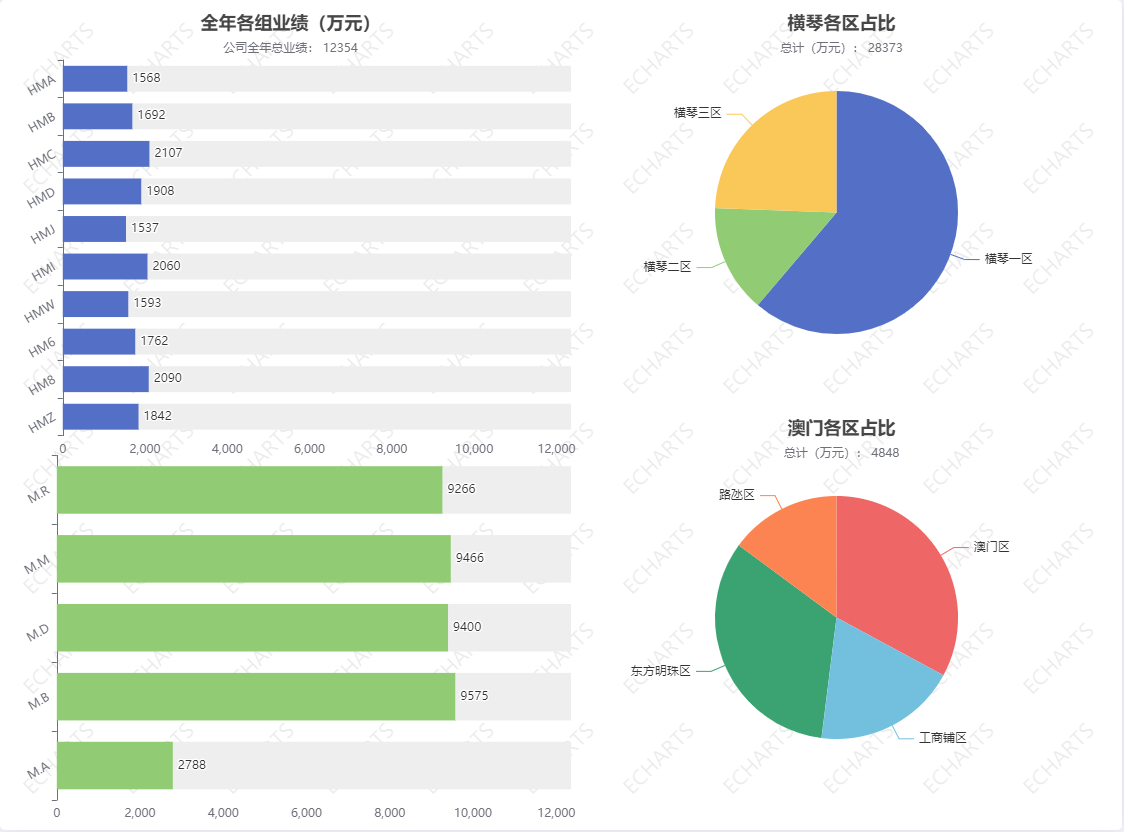 全年各组业绩（万元）
公司全年总业绩： 12354
HMA 1568
HMB 1692
HMC 2107
HMD 1908
HMJ 1537
HMI 2060
HMW 1593
HM6 1762
HM8 2090
HMZ 1842
0 2,000 4,000 6,000 8,000 10,000 12,000
M.R 9266
M.M 9466
M.D 9400
M.B 9575
M.A 2788
0 2,000 4,000 6,000 8,000 10,000 12,000
横琴各区占比
总计（万元）： 28373
横琴三区
横琴二区
横琴一区
澳门各区占比
总计（万元）： 4848
路氹区
澳门区
东方明珠区
工商铺区
ECHARTS